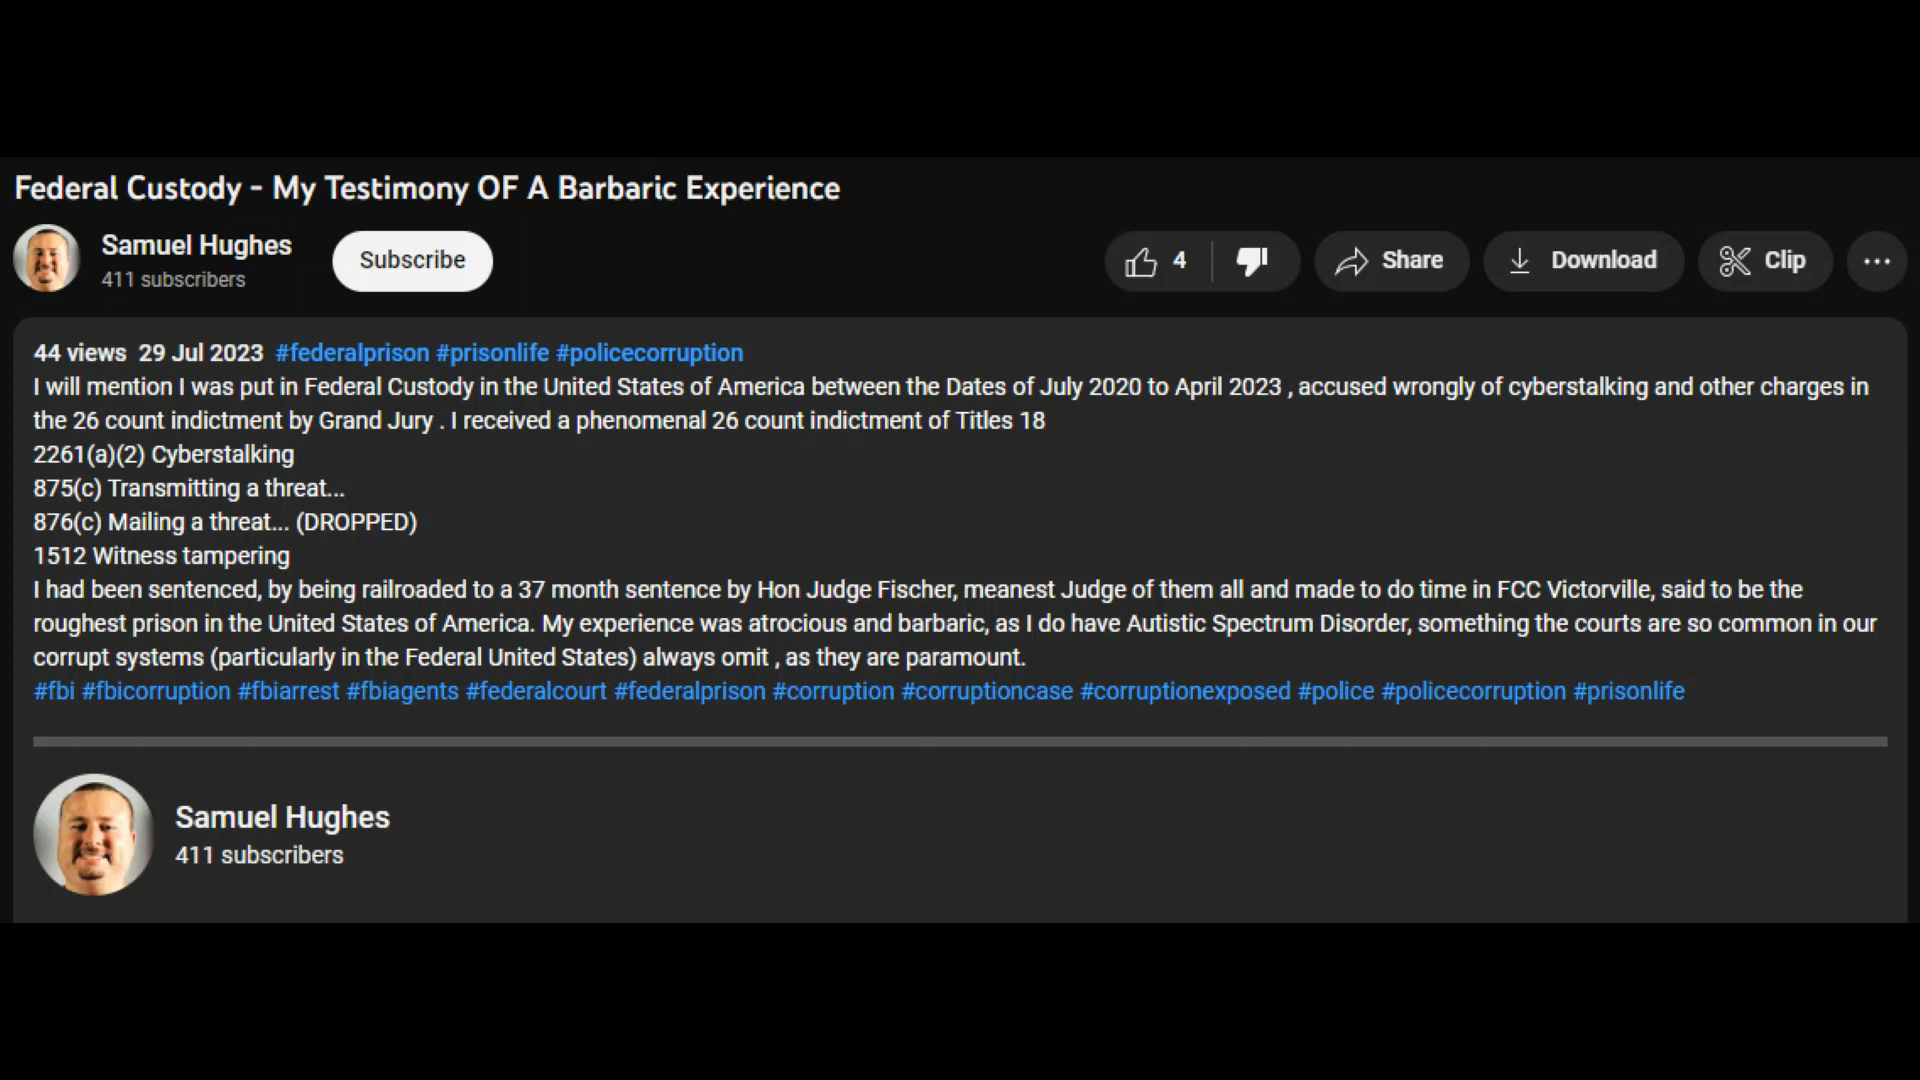 Federal Custody - My Testimony OF A Barbaric Experience
Samuel Hughes
411 subscribers
Subscribe
4
Share
Download
Clip
44 views 29 Jul 2023 #federalprison #prisonlife #policecorruption
I will mention I was put in Federal Custody in the United States of America between the Dates of July 2020 to April 2023 , accused wrongly of cyberstalking and other charges in
the 26 count indictment by Grand Jury . I received a phenomenal 26 count indictment of Titles 18
2261(a)(2) Cyberstalking
875(c) Transmitting a threat...
876(c) Mailing a threat... (DROPPED)
1512 Witness tampering
I had been sentenced, by being railroaded to a 37 month sentence by Hon Judge Fischer, meanest Judge of them all and made to do time in FCC Victorville, said to be the
roughest prison in the United States of America. My experience was atrocious and barbaric, as I do have Autistic Spectrum Disorder, something the courts are so common in our
corrupt systems (particularly in the Federal United States) always omit , as they are paramount.
#fbi #fbicorruption #fbiarrest #fbiagents #federalcourt #federalprison #corruption #corruptioncase #corruptionexposed #police #policecorruption #prisonlife
Samuel Hughes
411 subscribers